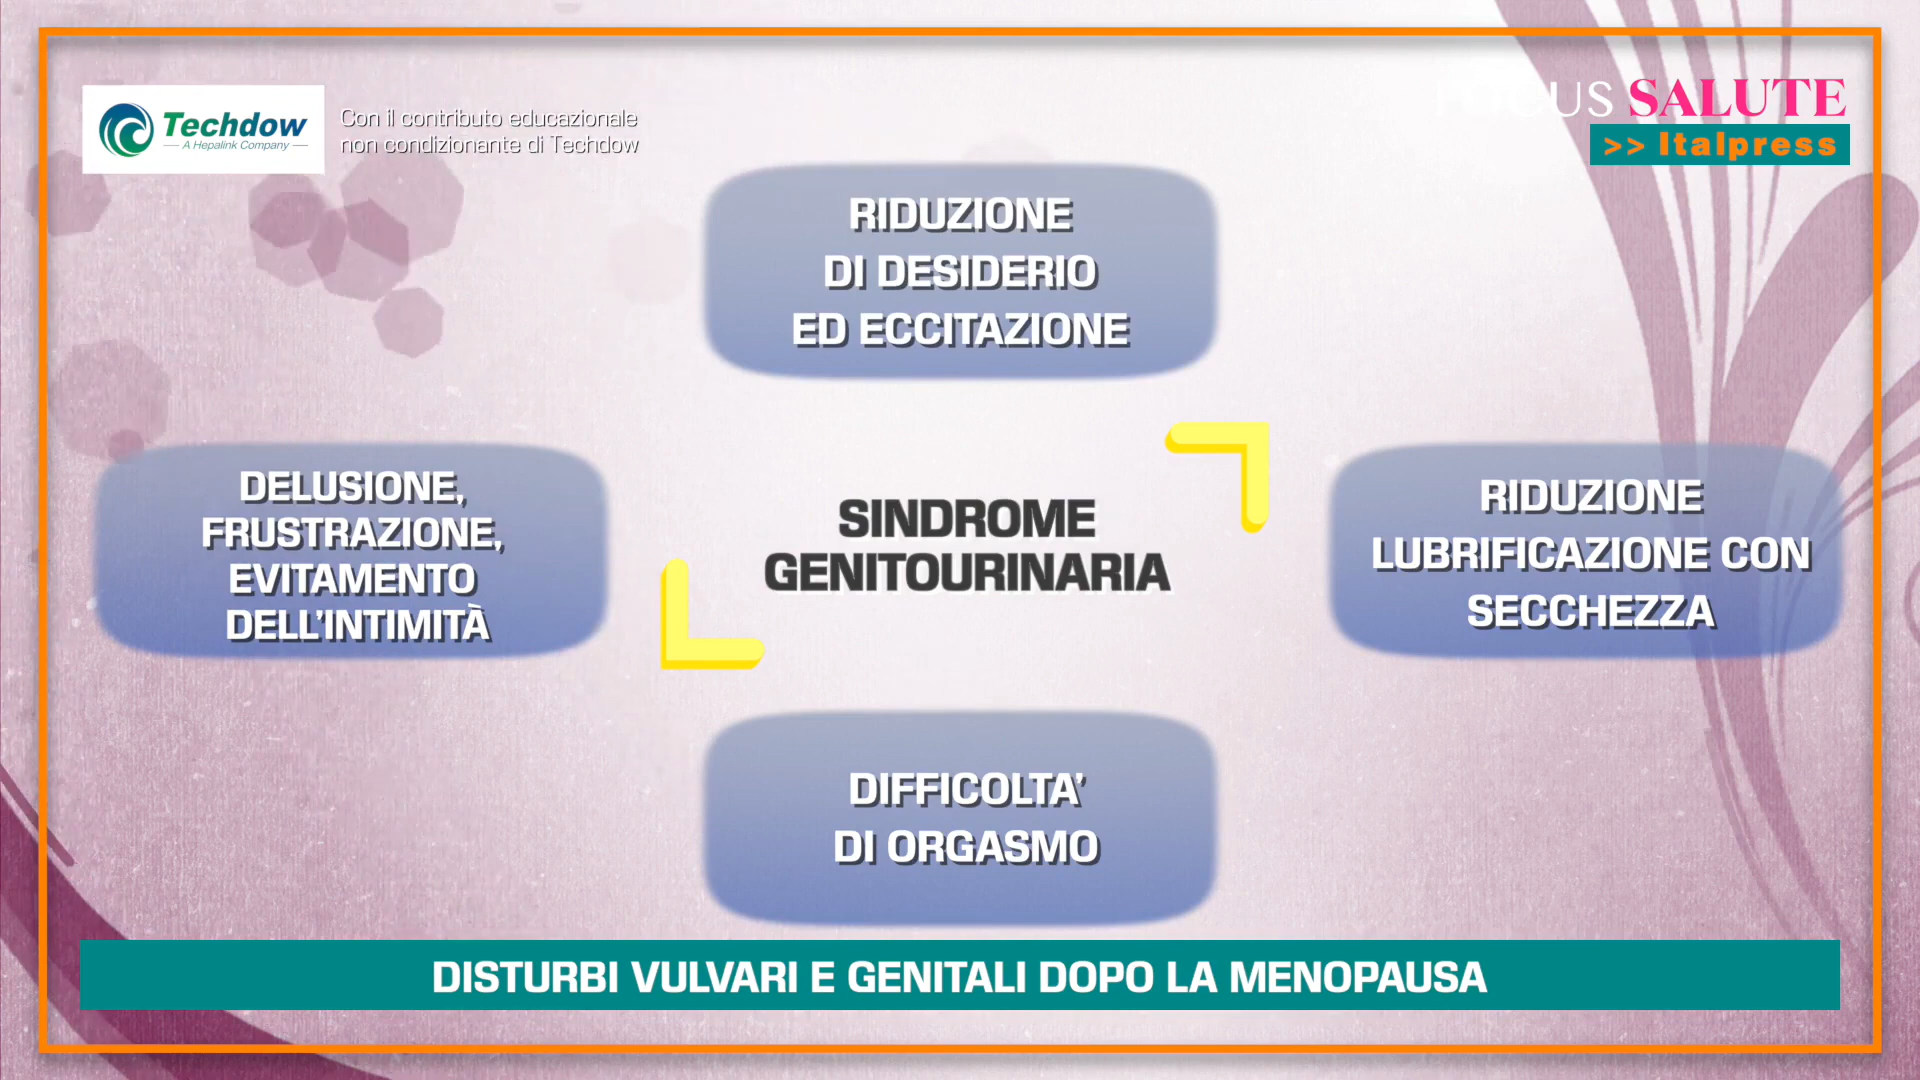 Techdow
A Hepalink Company
Con il contributo educazionale
non condizionante di Techdow
FOCUS SALUTE
>> Italpress
RIDUZIONE
DI DESIDERIO
ED ECCITAZIONE
DELUSIONE,
FRUSTRAZIONE,
EVITAMENTO
DELL'INTIMITÀ
SINDROME
GENITOURINARIA
RIDUZIONE
LUBRIFICAZIONE CON
SECCHEZZA
DIFFICOLTA'
DI ORGASMO
DISTURBI VULVARI E GENITALI DOPO LA MENOPAUSA